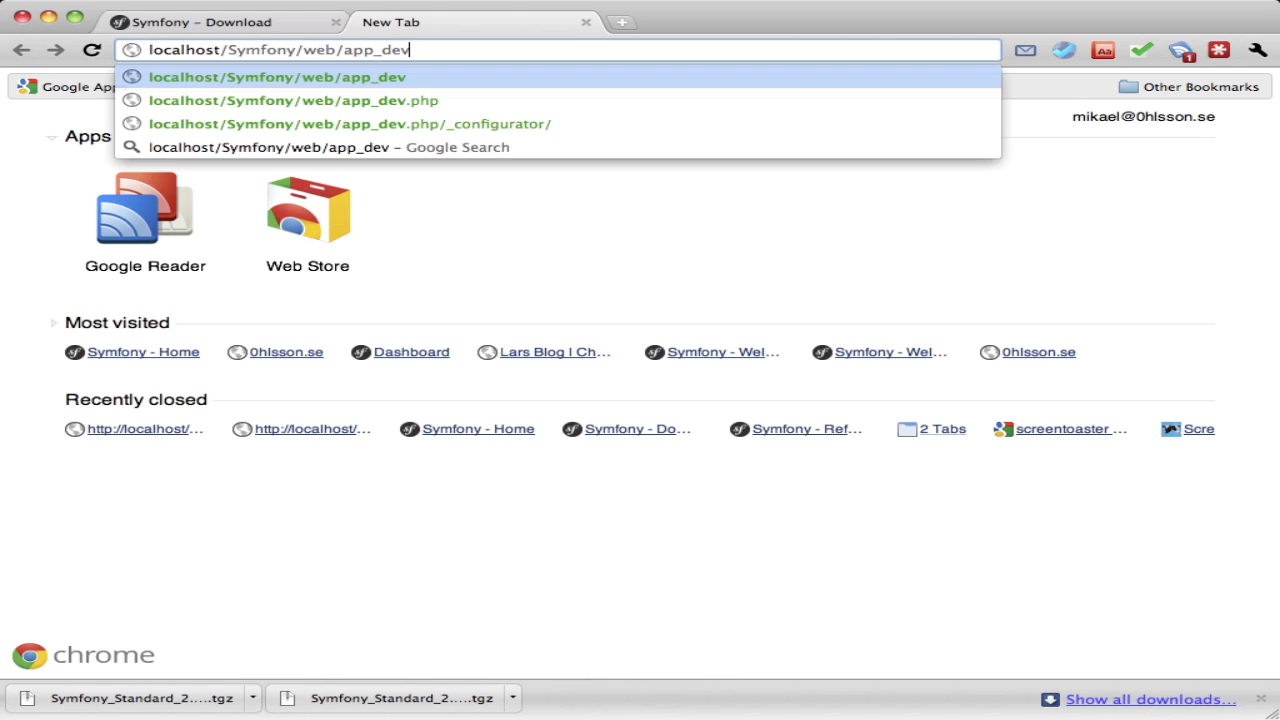 Symfony – Download
New Tab
localhost/Symfony/web/app_dev
localhost/Symfony/web/app_dev
localhost/Symfony/web/app_dev.php
localhost/Symfony/web/app_dev.php/_configurator/
localhost/Symfony/web/app_dev – Google Search
Google App
Other Bookmarks
Aa
1
mikael@0hlsson.se
Apps
Google Reader
Web Store
Most visited
Symfony - Home
0hlsson.se
Dashboard
Lars Blog | Ch...
Symfony - Wel...
Symfony - Wel...
0hlsson.se
Recently closed
http://localhost/...
http://localhost/...
Symfony - Home
Symfony - Do...
Symfony - Ref...
2 Tabs
screentoaster ...
Scre
chrome
Symfony_Standard_2.....tgz
Symfony_Standard_2.....tgz
Show all downloads...